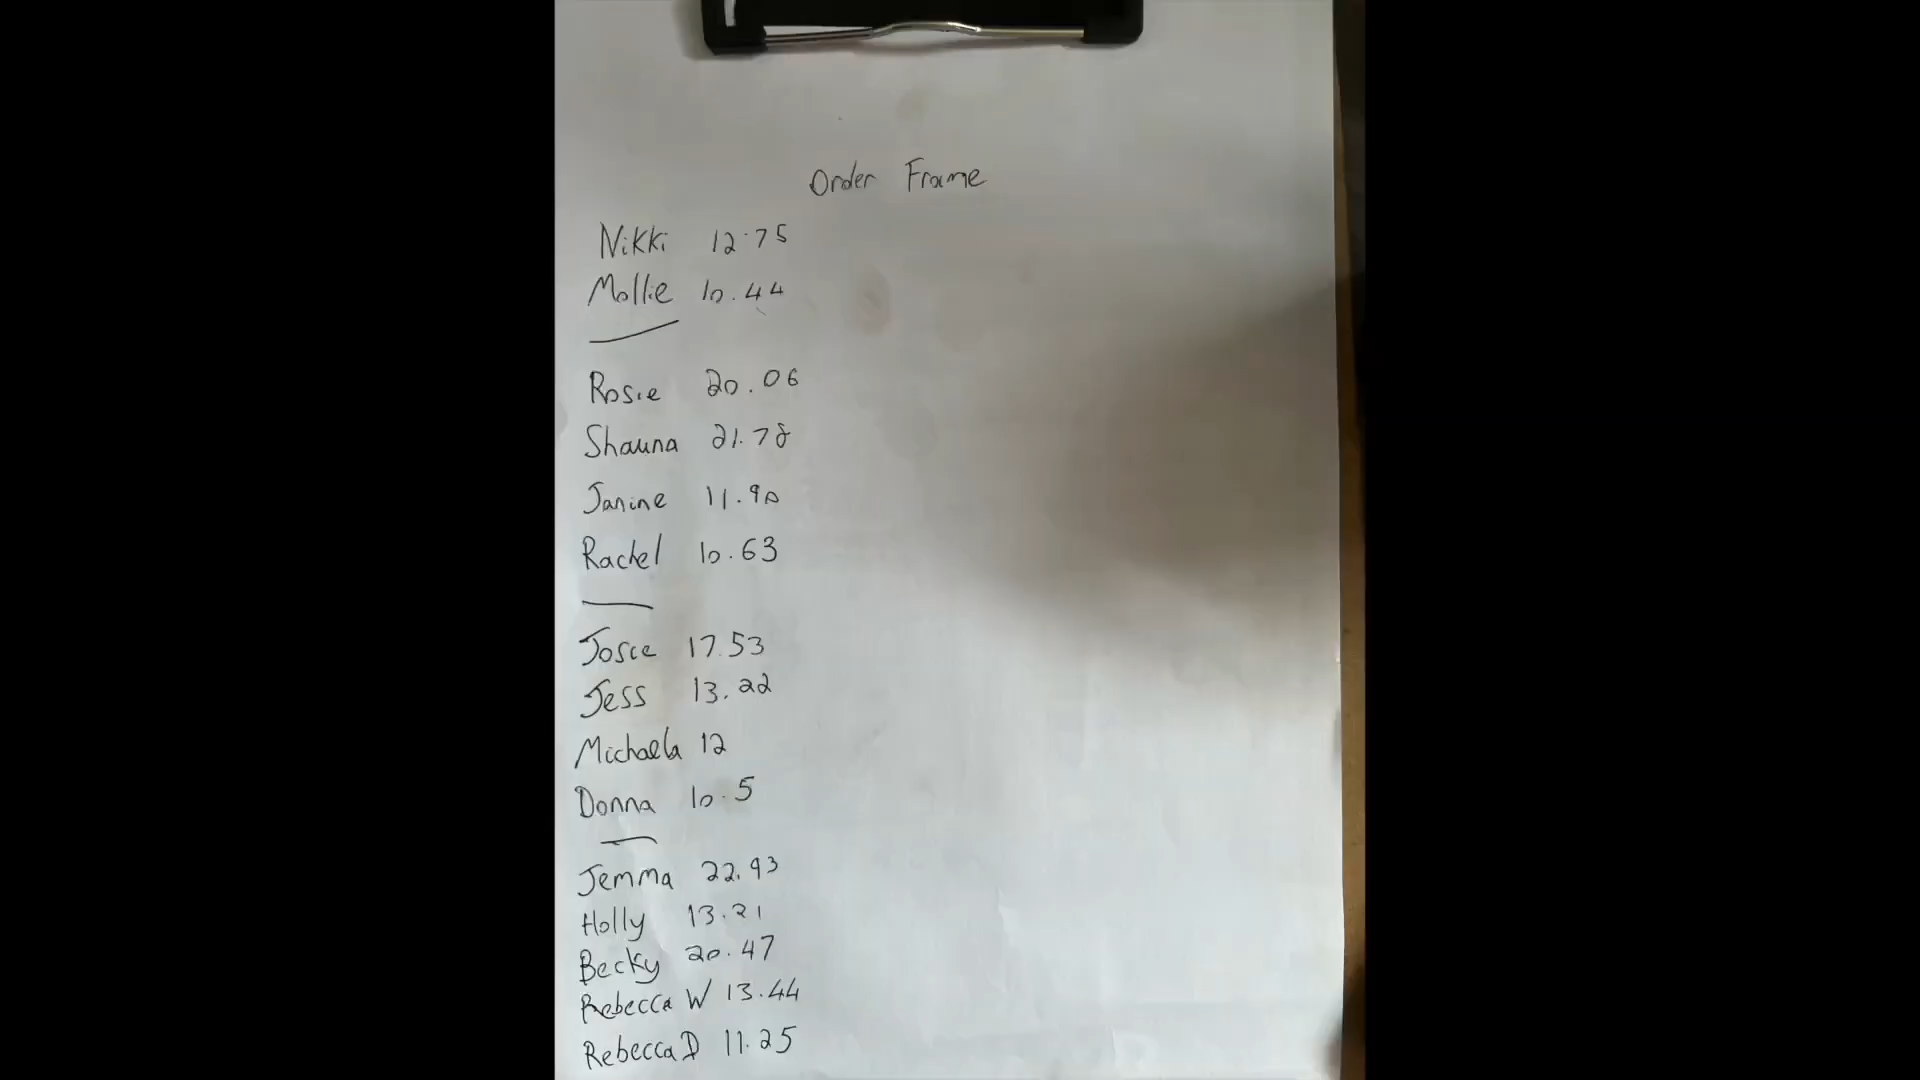 Order Frame
Nikki 12.75
Mollie 10.44
Rosie 20.06
Shauna 21.78
Janine 11.90
Rachel 10.63
Josie 17.53
Jess 13.22
Michaela 12
Donna 10.5
Jemma 22.93
Holly 13.21
Becky 20.47
Rebecca W 13.44
Rebecca D 11.25